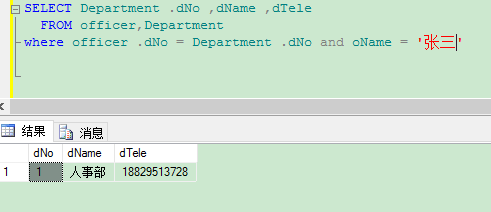 SELECT Department .dNo ,dName ,dTele
FROM officer,Department
where officer .dNo = Department .dNo and oName = '张三'
结果 消息
dNo dName dTele
1 1 人事部 18829513728